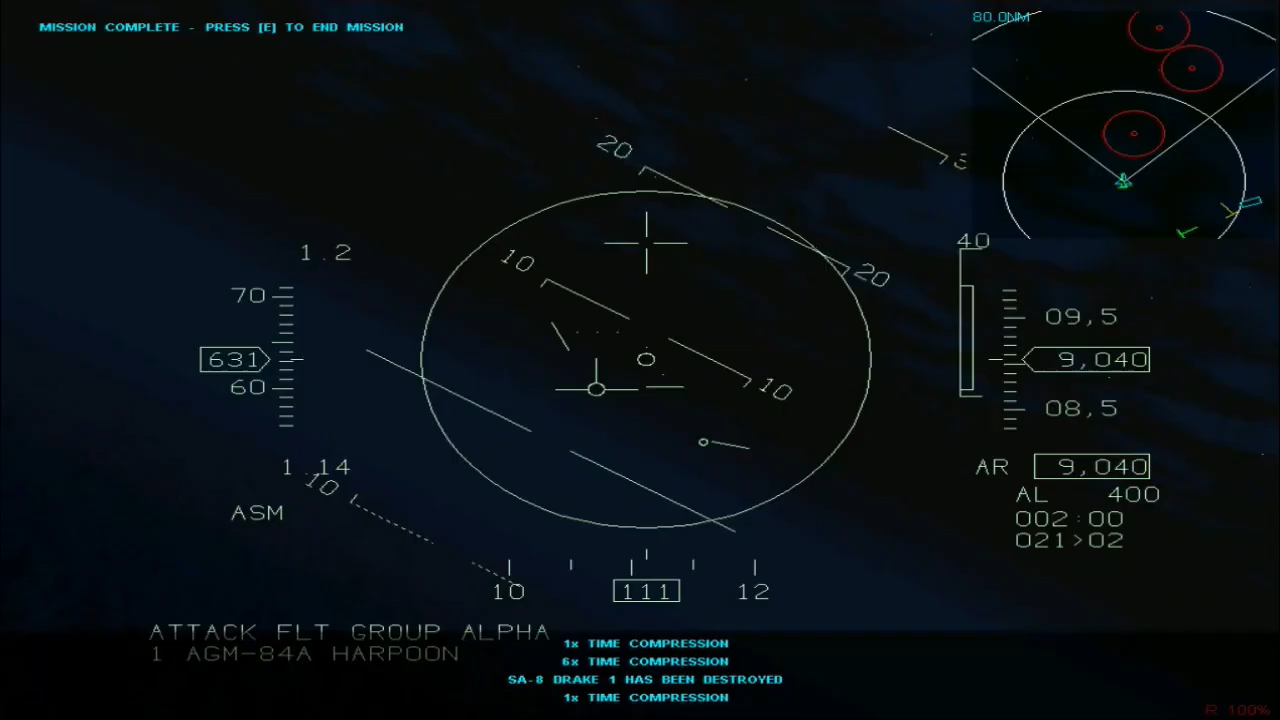 MISSION COMPLETE - PRESS [E] TO END MISSION
80.0NM
20
1.2
10
40
20
70
09,5
631
9,040
60
10
08,5
1.14
AR 9,040
10
AL 400
ASM
002:00
021>02
10 111 12
ATTACK FLT GROUP ALPHA
1 AGM-84A HARPOON
1x TIME COMPRESSION
6x TIME COMPRESSION
SA-8 DRAKE 1 HAS BEEN DESTROYED
1x TIME COMPRESSION
R 100%